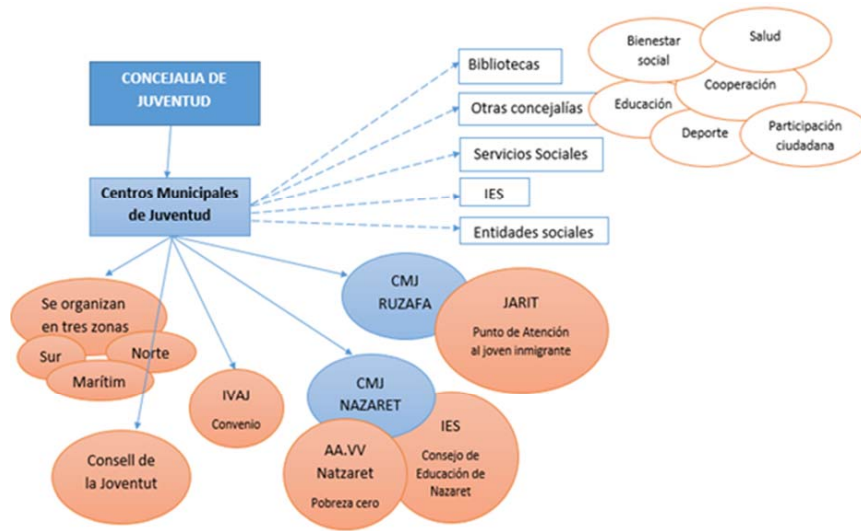 CONCEJALIA DE
JUVENTUD
Centros Municipales
de Juventud
Bibliotecas
Otras concejalías
Servicios Sociales
IES
Entidades sociales
Bienestar
social
Salud
Cooperación
Educación
Deporte
Participación
ciudadana
Se organizan
en tres zonas
Sur
Norte
Marítim
Consell de
la Joventut
IVAJ
Convenio
CMJ
RUZAFA
JARIT
Punto de Atención
al joven inmigrante
CMJ
NAZARET
AA.VV
Natzaret
Pobreza cero
IES
Consejo de
Educación de
Nazaret